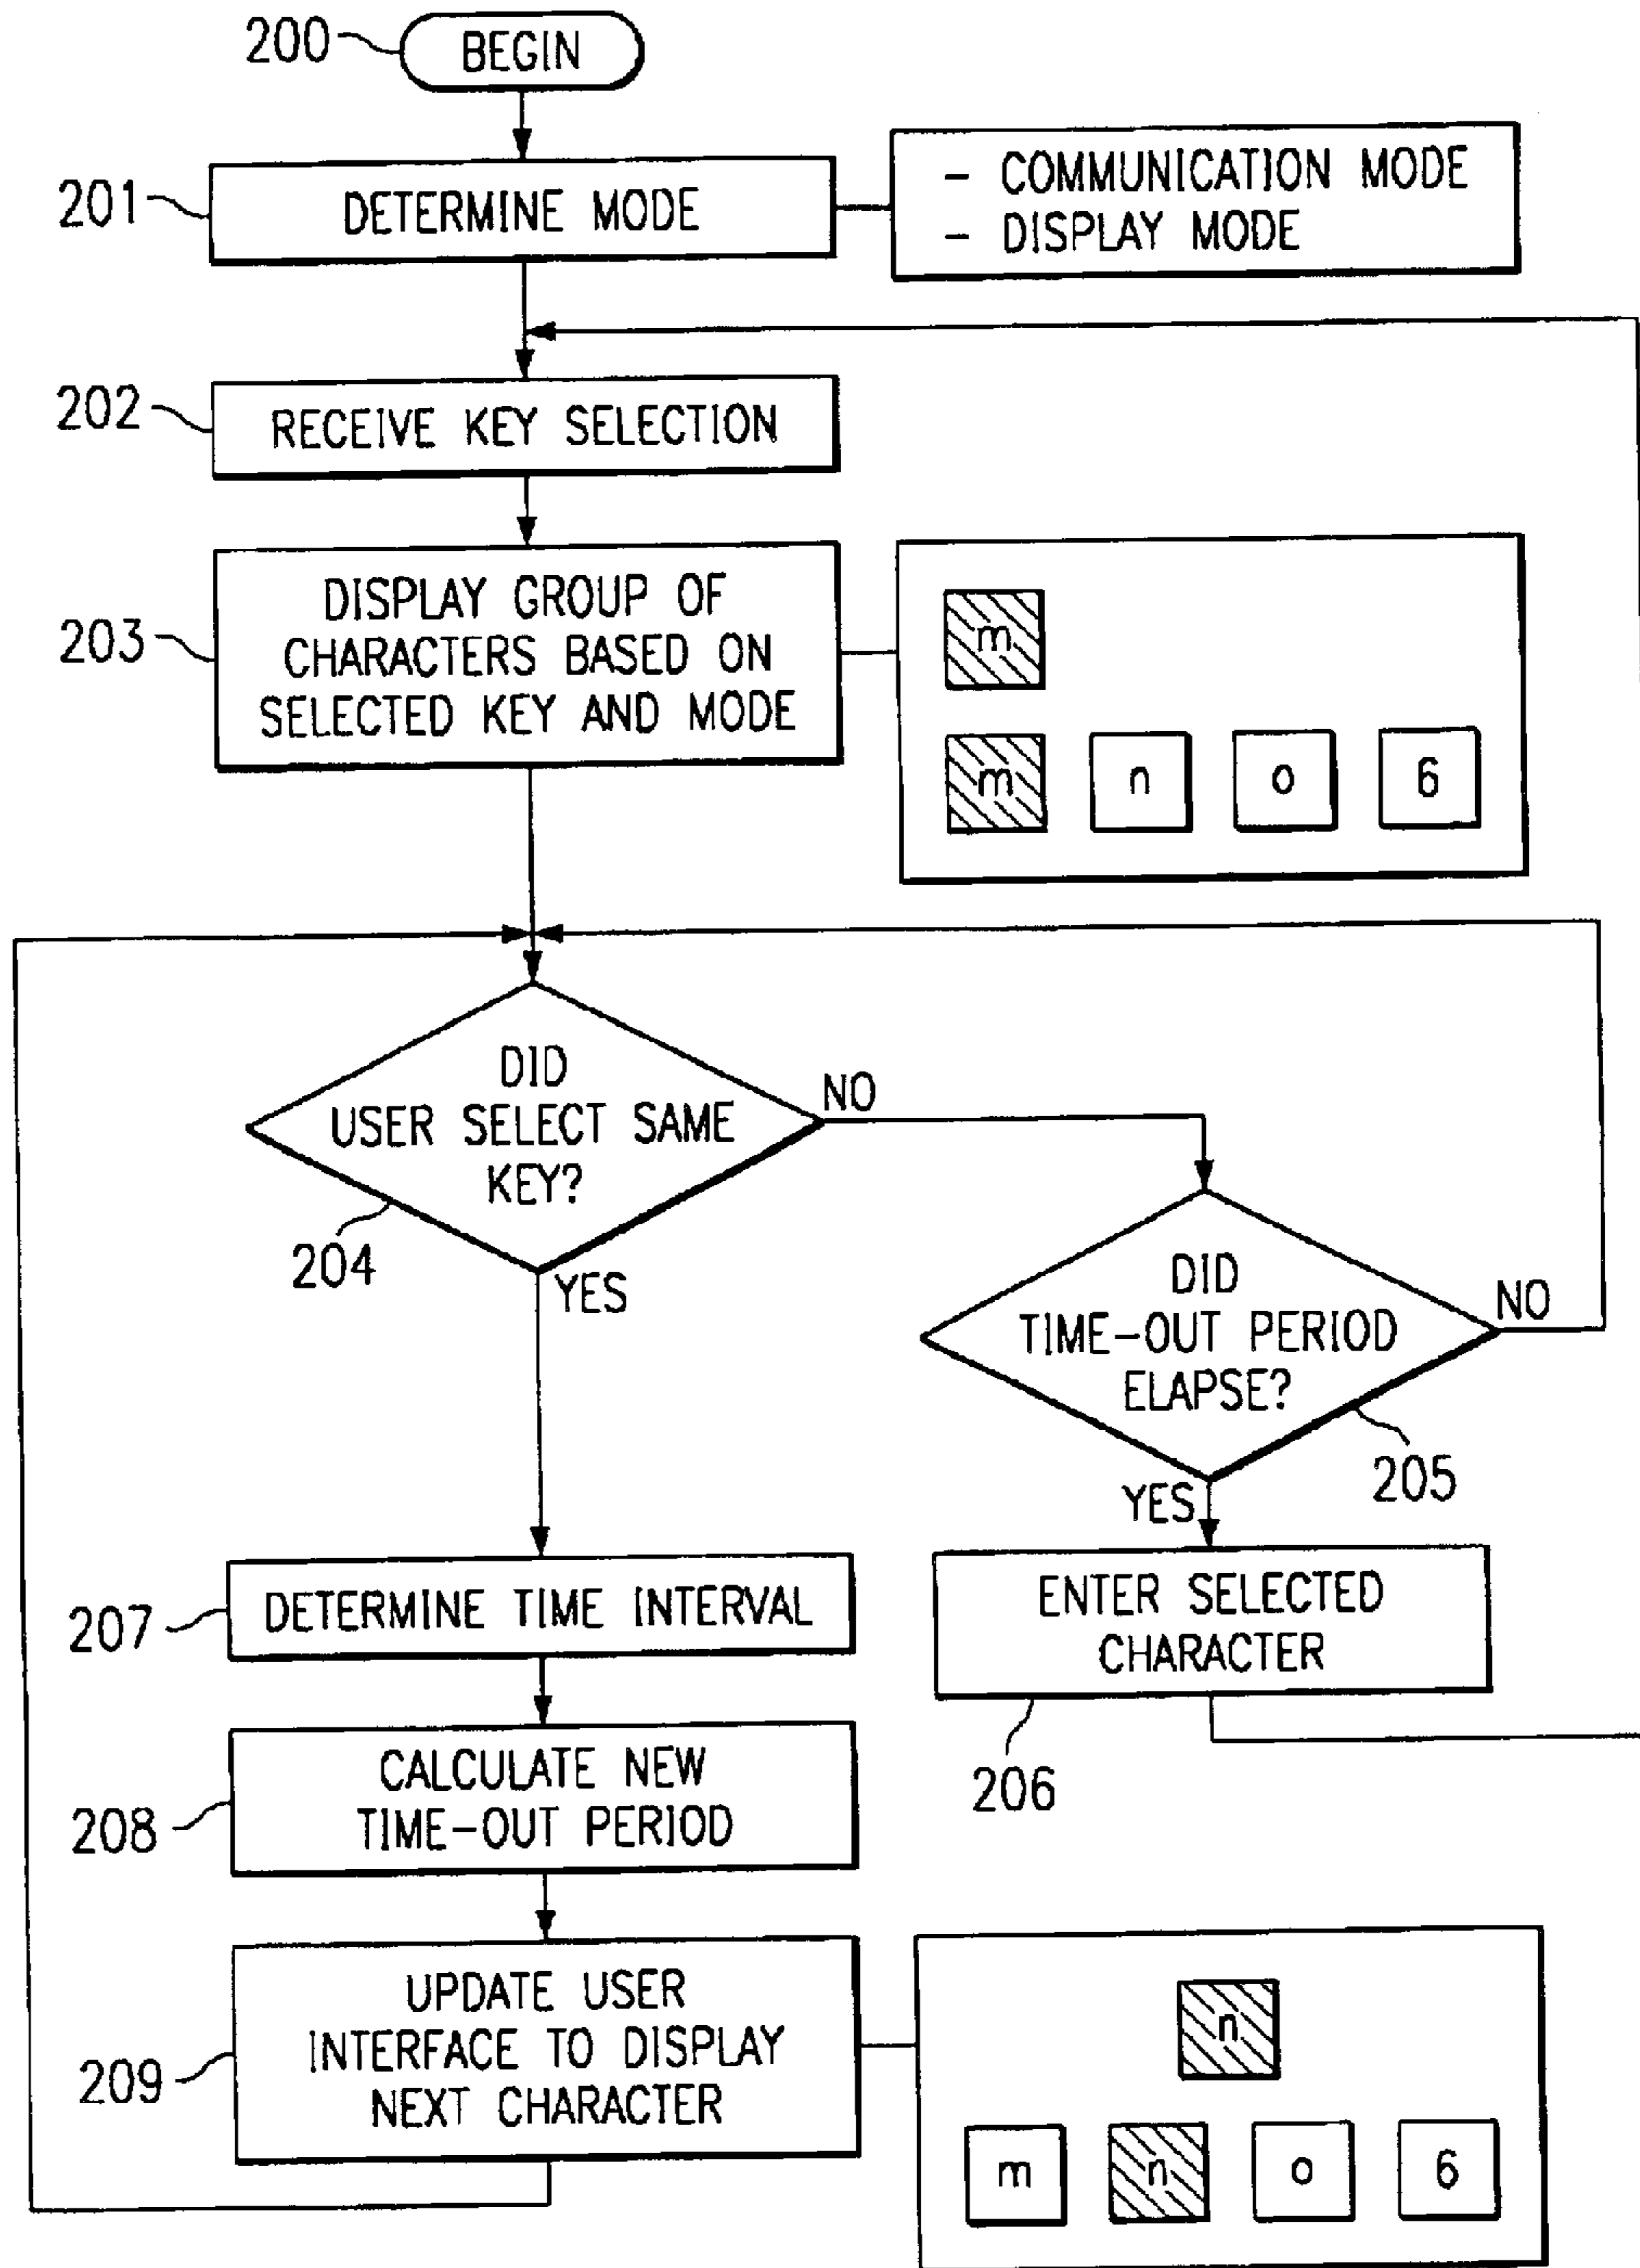 200
BEGIN
201
DETERMINE MODE
- COMMUNICATION MODE
- DISPLAY MODE
202
RECEIVE KEY SELECTION
203
DISPLAY GROUP OF
CHARACTERS BASED ON
SELECTED KEY AND MODE
m
m n o 6
DID
USER SELECT SAME
KEY?
NO
204
YES
DID
TIME-OUT PERIOD
ELAPSE?
NO
205
YES
207
DETERMINE TIME INTERVAL
ENTER SELECTED
CHARACTER
206
208
CALCULATE NEW
TIME-OUT PERIOD
209
UPDATE USER
INTERFACE TO DISPLAY
NEXT CHARACTER
n
m n o 6